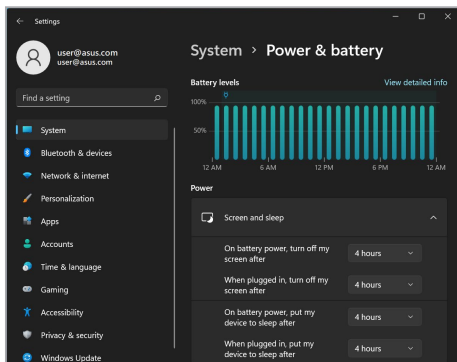 Settings
user@asus.com
user@asus.com
Find a setting
System
Bluetooth & devices
Network & internet
Personalization
Apps
Accounts
Time & language
Gaming
Accessibility
Privacy & security
Windows Update
System > Power & battery
Battery levels
View detailed info
100%
50%
12 AM 6 AM 12 PM 6 PM 12 AM
Power
Screen and sleep
On battery power, turn off my
screen after
4 hours
When plugged in, turn off my
screen after
4 hours
On battery power, put my
device to sleep after
4 hours
When plugged in, put my
device to sleep after
4 hours